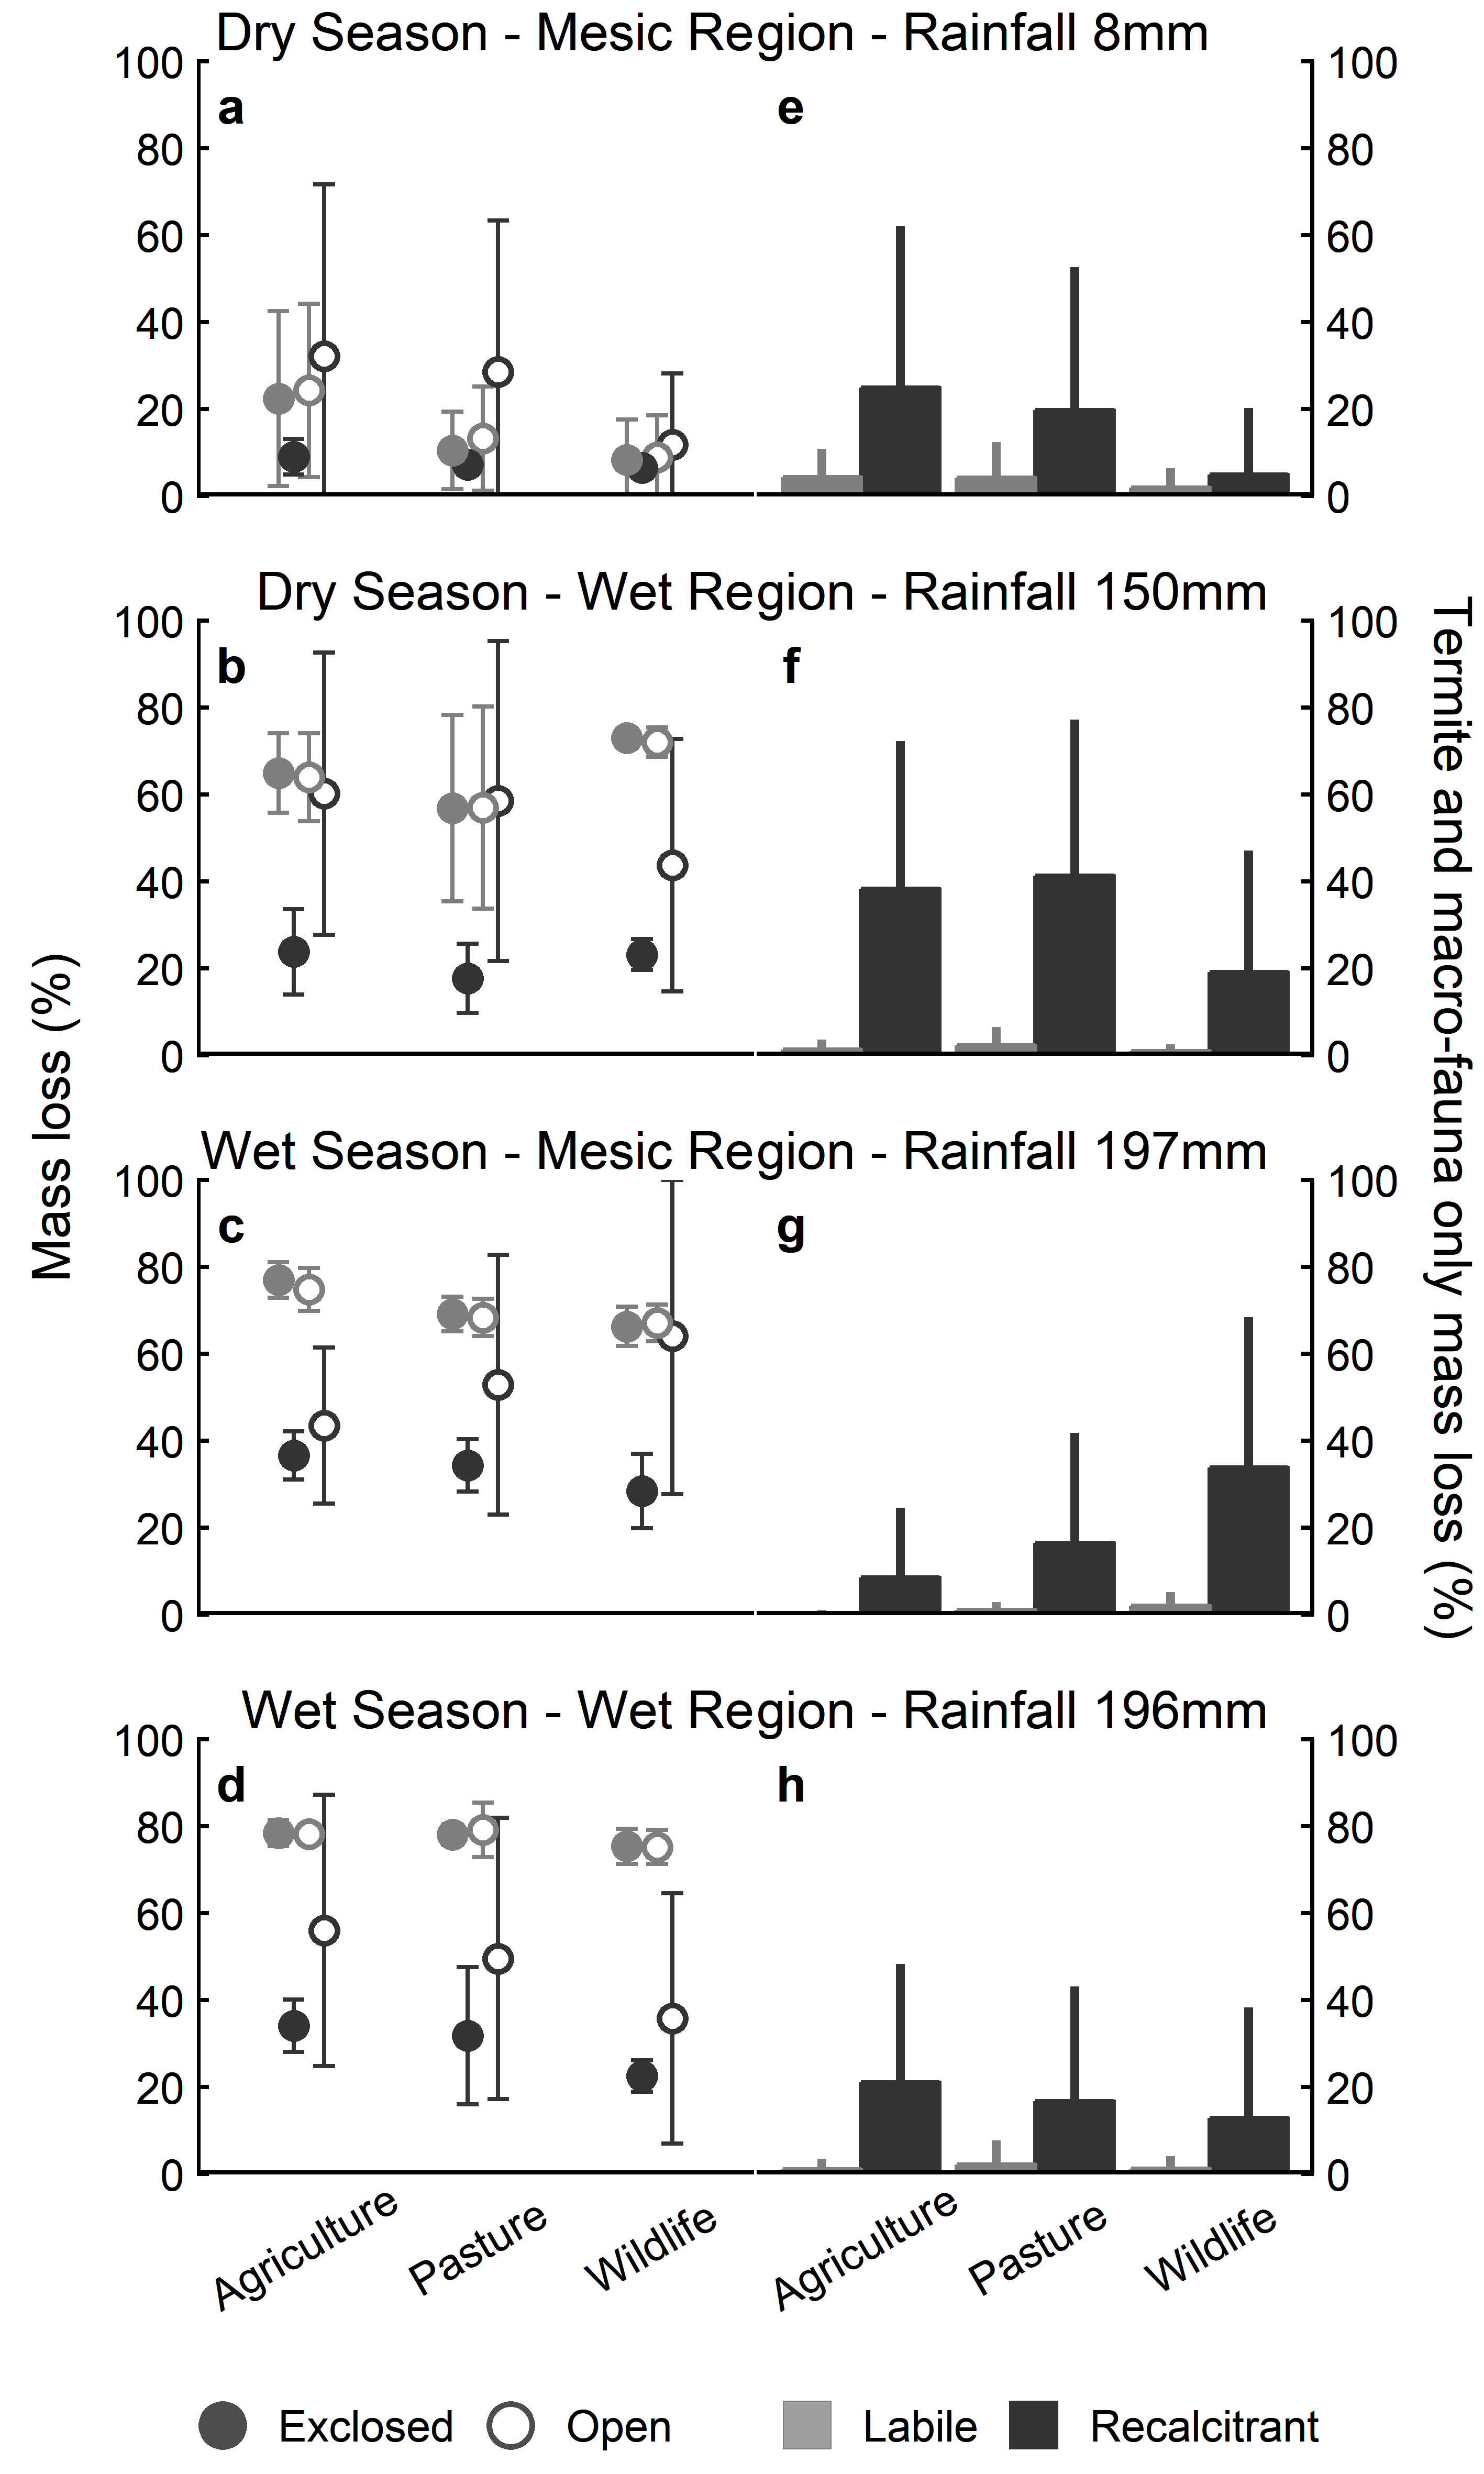 Dry Season - Mesic Region - Rainfall 8mm
100 100
a e
80 80
60 60
40 40
20 20
0 0
Dry Season - Wet Region - Rainfall 150mm
100 100
b f
80 80
60 60
40 40
20 20
0 0
Wet Season - Mesic Region - Rainfall 197mm
100 100
c g
80 80
60 60
40 40
20 20
0 0
Wet Season - Wet Region - Rainfall 196mm
100 100
d h
80 80
60 60
40 40
20 20
0 0
Mass loss (%)
Termite and macro-fauna only mass loss (%)
Agriculture Pasture Wildlife Agriculture Pasture Wildlife
Exclosed Open Labile Recalcitrant